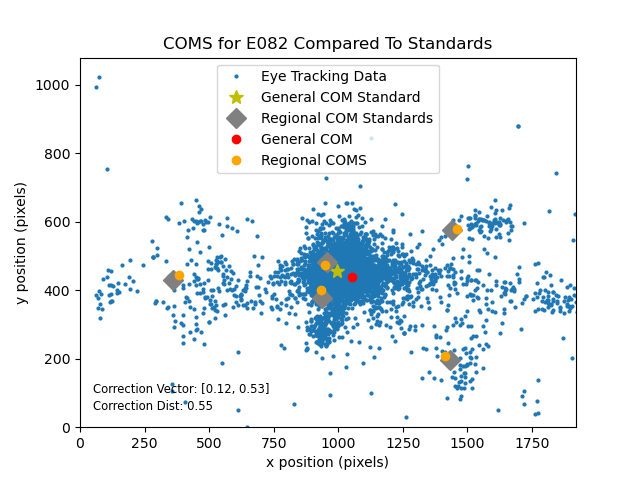 COMS for E082 Compared To Standards
Eye Tracking Data
General COM Standard
Regional COM Standards
General COM
Regional COMS
y position (pixels)
1000
800
600
400
200
0
Correction Vector: [0.12, 0.53]
Correction Dist: 0.55
0 250 500 750 1000 1250 1500 1750
x position (pixels)